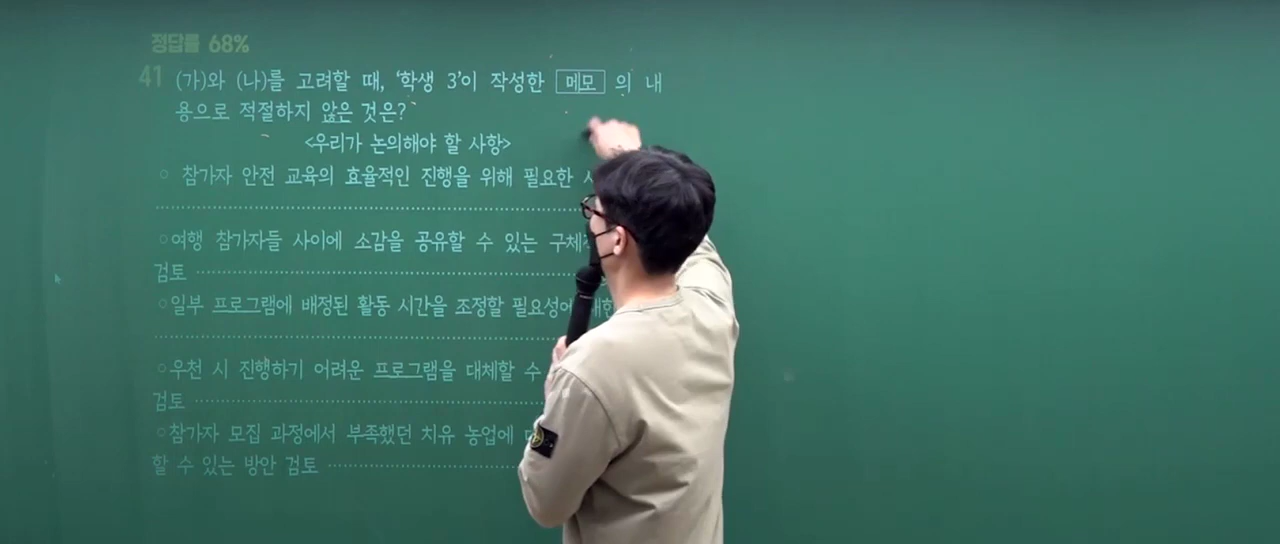 정답률 68%
41 (가)와 (나)를 고려할 때, ‘학생 3’이 작성한 메모 의 내
용으로 적절하지 않은 것은?
<우리가 논의해야 할 사항>
○ 참가자 안전 교육의 효율적인 진행을 위해 필요한
○여행 참가자들 사이에 소감을 공유할 수 있는
검토
○일부 프로그램에 배정된 활동 시간을 조정할
○우천 시 진행하기 어려운 프로그램을 대체할 수
검토
○참가자 모집 과정에서 부족했던 치유 농업에
할 수 있는 방안 검토